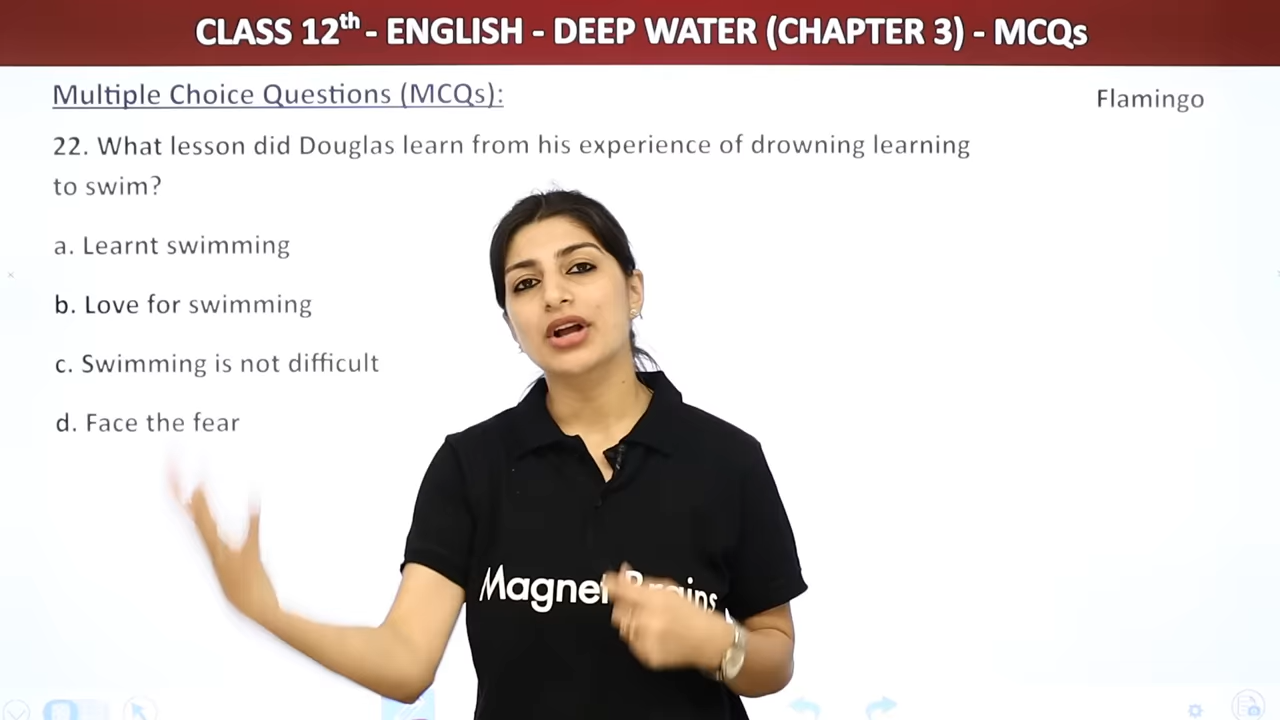 CLASS 12th - ENGLISH - DEEP WATER (CHAPTER 3) - MCQs
Multiple Choice Questions (MCQs):
Flamingo
22. What lesson did Douglas learn from his experience of drowning learning
to swim?
a. Learnt swimming
b. Love for swimming
c. Swimming is not difficult
d. Face the fear
Magnet Brains